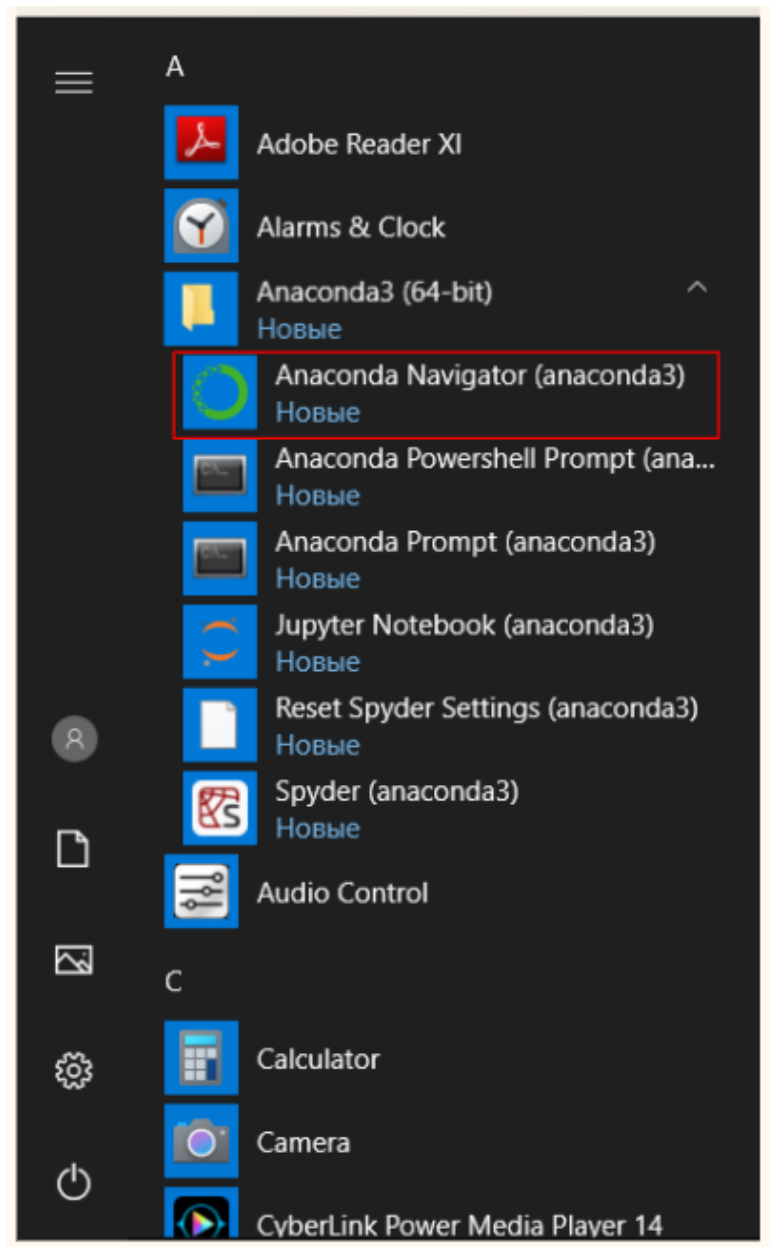 A
Adobe Reader XI
Alarms & Clock
Anaconda3 (64-bit)
Новые
Anaconda Navigator (anaconda3)
Новые
Anaconda Powershell Prompt (ana...
Новые
Anaconda Prompt (anaconda3)
Новые
Jupyter Notebook (anaconda3)
Новые
Reset Spyder Settings (anaconda3)
Новые
Spyder (anaconda3)
Новые
Audio Control
C
Calculator
Camera
CyberLink Power Media Player 14